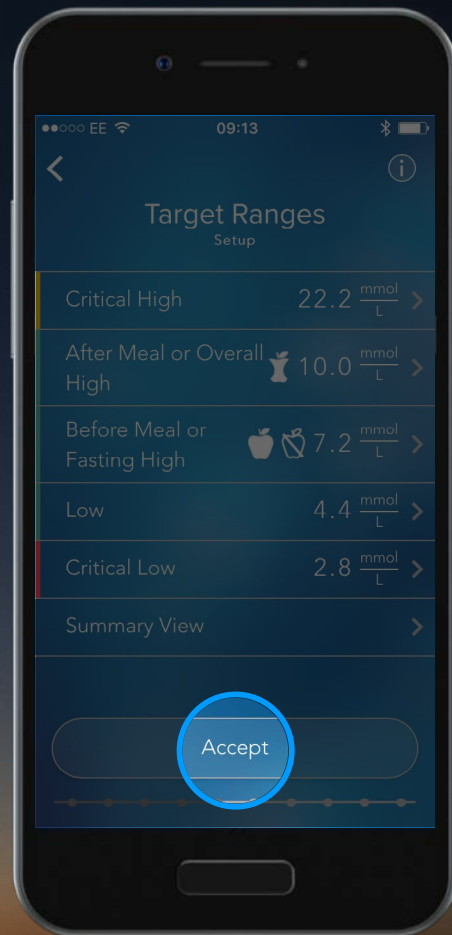 EE 09:13
Target Ranges
Setup
Critical High 22.2 mmol/L
After Meal or Overall
High 10.0 mmol/L
Before Meal or
Fasting High 7.2 mmol/L
Low 4.4 mmol/L
Critical Low 2.8 mmol/L
Summary View
Accept